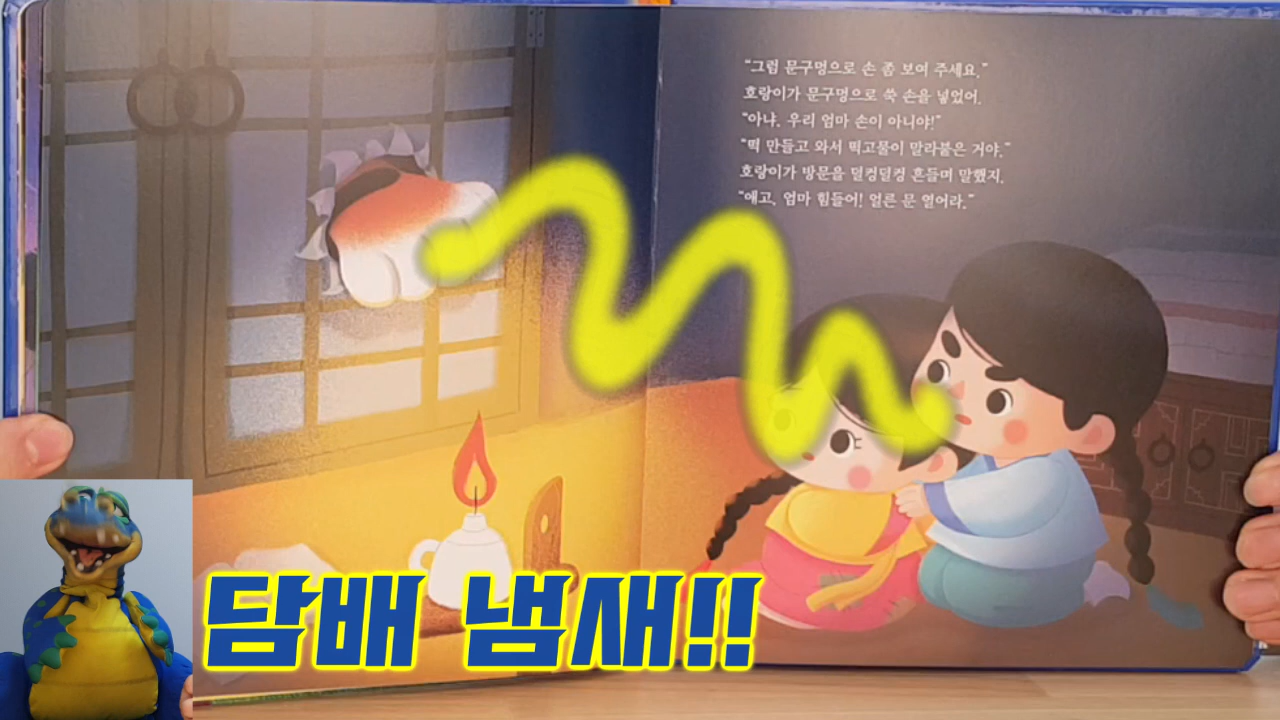 “그럼 문구멍으로 손 좀 보여 주세요.”
호랑이가 문구멍으로 쑥 손을 넣었어.
“아냐. 우리 엄마 손이 아니야!”
“떡 만들고 와서 떡고물이 말라붙은 거야.”
호랑이가 방문을 덜컹덜컹 흔들며 말했지.
“애고, 엄마 힘들어! 얼른 문 열어라.”
담배 냄새!!